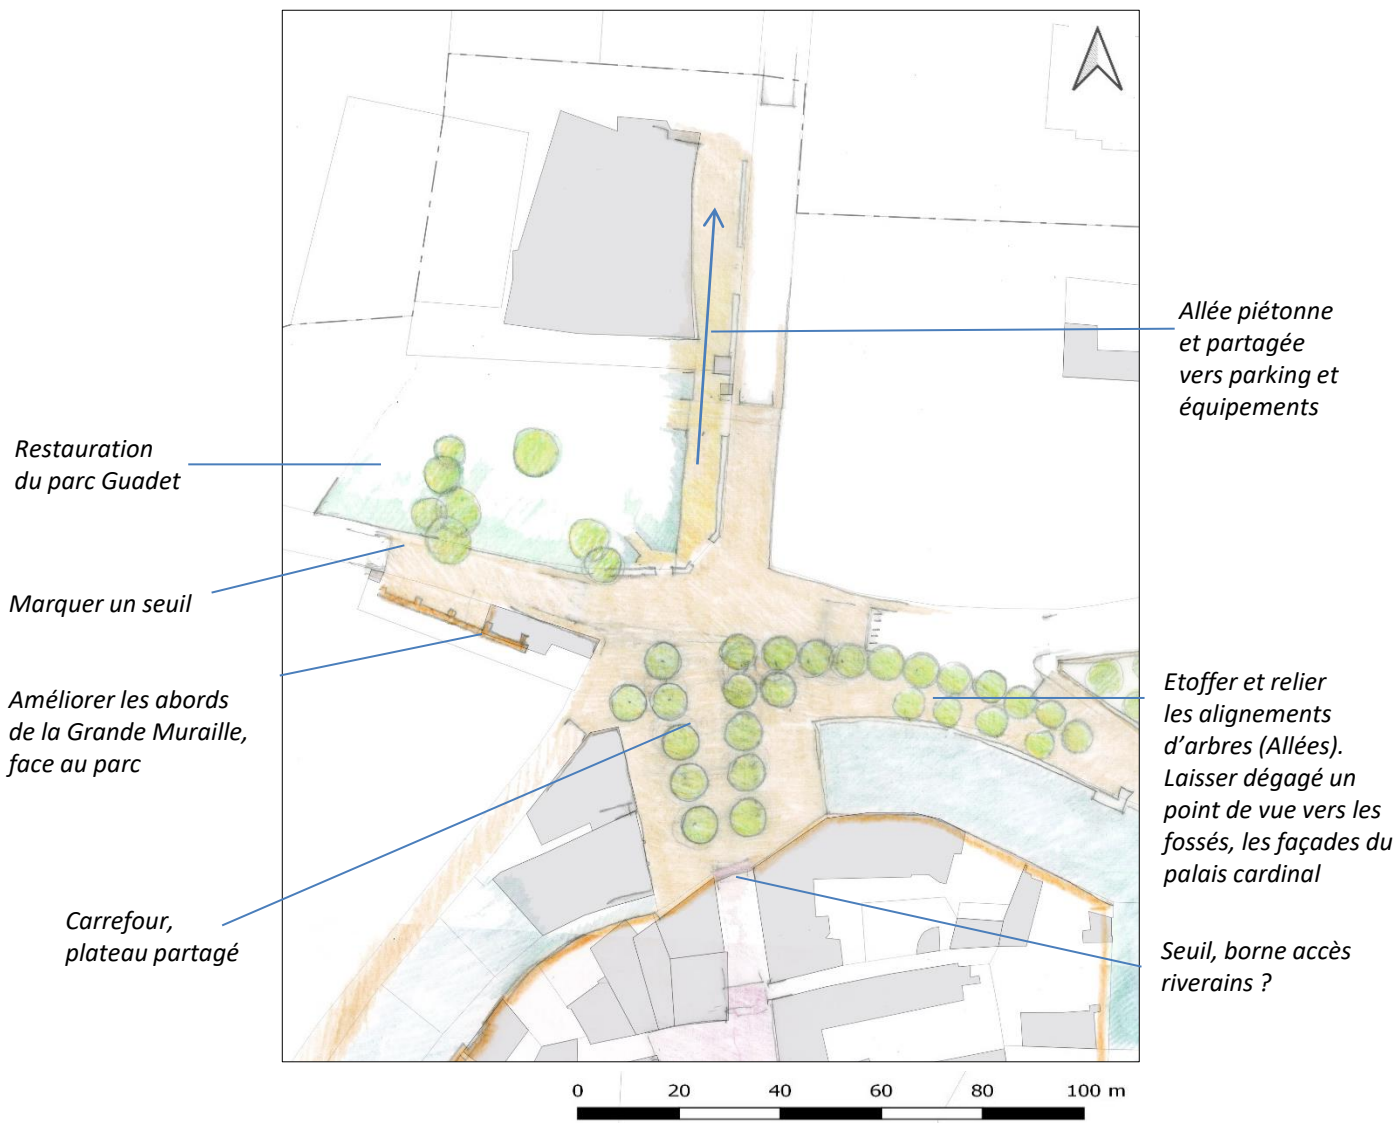 Allée piétonne
et partagée
vers parking et
équipements
Restauration
du parc Guadet
Marquer un seuil
Améliorer les abords
de la Grande Muraille,
face au parc
Etoffer et relier
les alignements
d'arbres (Allées).
Laisser dégagé un
point de vue vers les
fossés, les façades du
palais cardinal
Carrefour,
plateau partagé
Seuil, borne accès
riverains ?
0 20 40 60 80 100 m